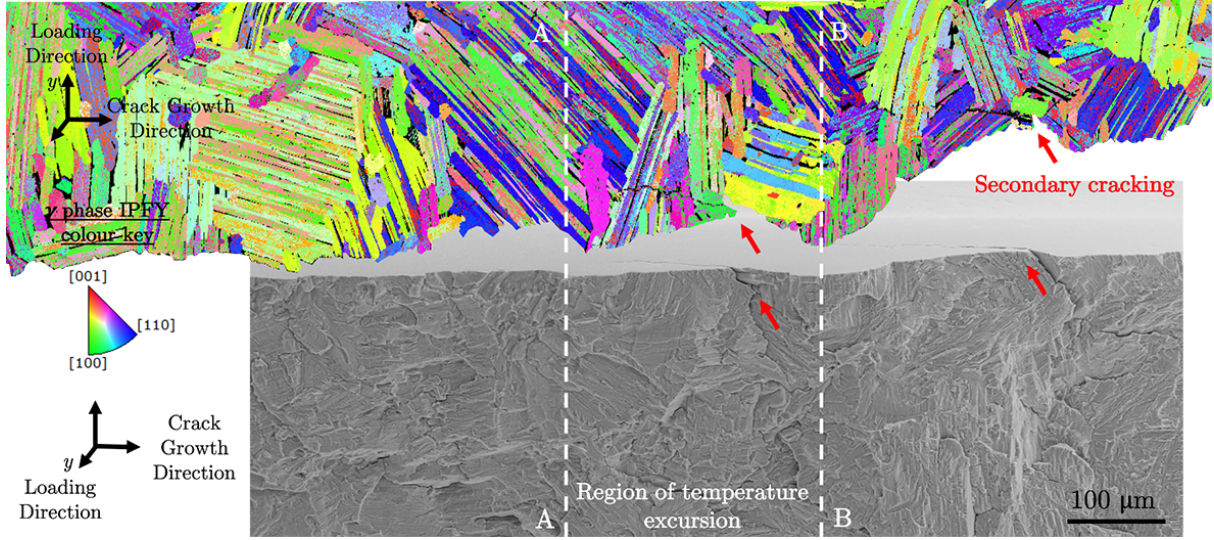 Loading
Direction
y
Crack Growth
Direction
A
B
Secondary cracking
γ phase IPFY
colour-key
[001]
[110]
[100]
Crack
Growth
Direction
y
Loading
Direction
Region of temperature
excursion
A
B
100 μm